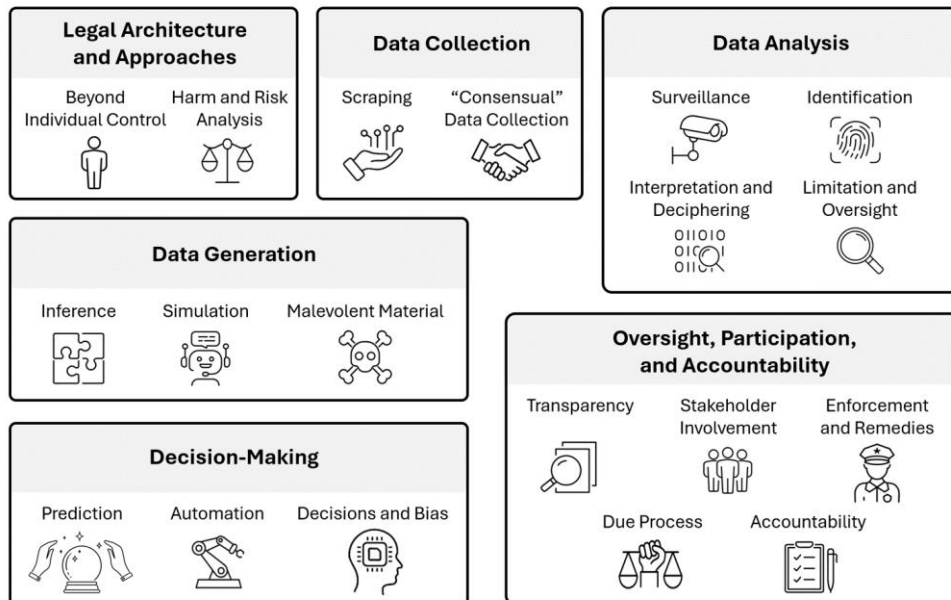 Legal Architecture
and Approaches
Beyond
Individual Control
Harm and Risk
Analysis
Data Collection
Scraping
“Consensual”
Data Collection
Data Analysis
Surveillance
Identification
Interpretation and
Deciphering
Limitation and
Oversight
011010
Data Generation
Inference
Simulation
Malevolent Material
Oversight, Participation,
and Accountability
Transparency
Stakeholder
Involvement
Enforcement
and Remedies
Due Process
Accountability
Decision-Making
Prediction
Automation
Decisions and Bias